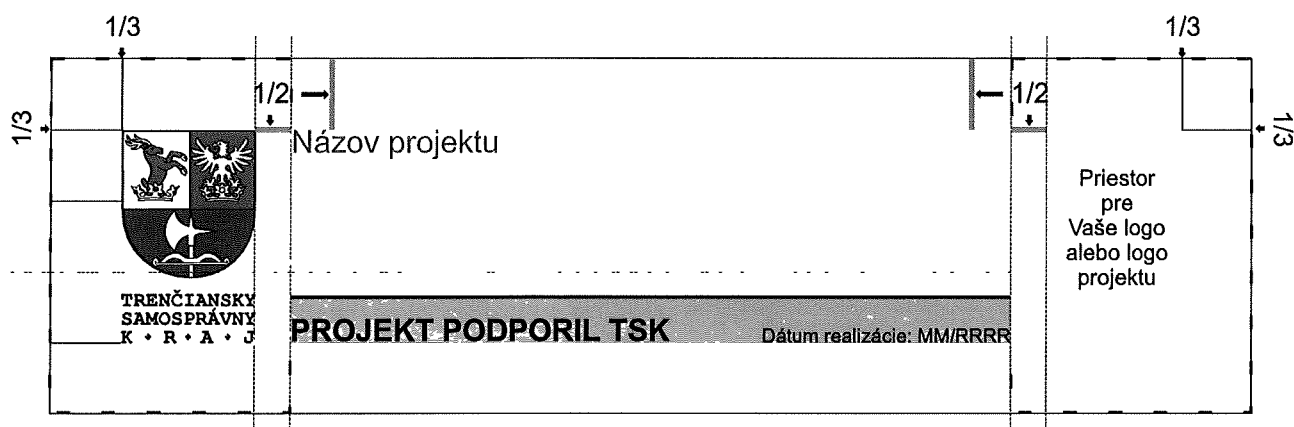 1/3
1/3
1/2
1/2
1/3
1/3
Názov projektu
Priestor
pre
Vaše logo
alebo logo
projektu
TRENČIANSKY
SAMOSPRÁVNY
K • R • A • J
PROJEKT PODPORIL TSK
Dátum realizácie: MM/RRRR